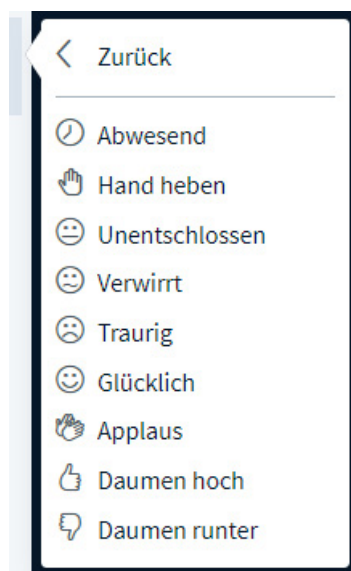 Zurück
Abwesend
Hand heben
Unentschlossen
Verwirrt
Traurig
Glücklich
Applaus
Daumen hoch
Daumen runter